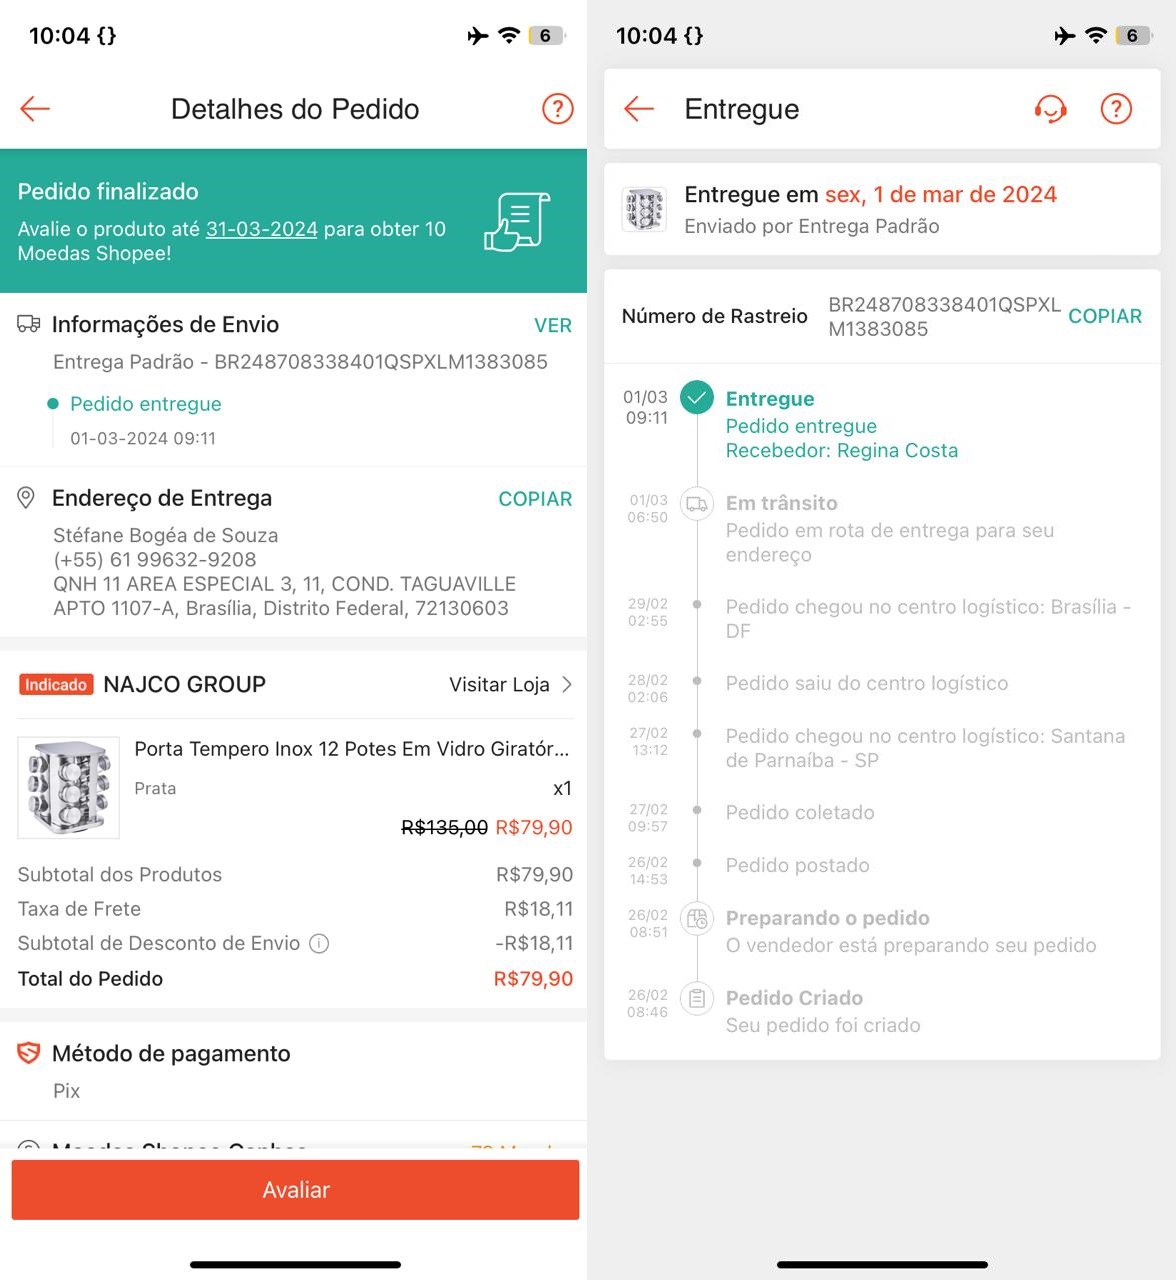 10:04 {}
6
Detalhes do Pedido
?
Pedido finalizado
Avalie o produto até 31-03-2024 para obter 10
Moedas Shopee!
Informações de Envio
VER
Entrega Padrão - BR248708338401QSPXLM1383085
Pedido entregue
01-03-2024 09:11
Endereço de Entrega
COPIAR
Stéfane Bogéa de Souza
(+55) 61 99632-9208
QNH 11 AREA ESPECIAL 3, 11, COND. TAGUAVILLE
APTO 1107-A, Brasília, Distrito Federal, 72130603
Indicado NAJCO GROUP
Visitar Loja
Porta Tempero Inox 12 Potes Em Vidro Giratór...
Prata
x1
R$135,00 R$79,90
Subtotal dos Produtos
R$79,90
Taxa de Frete
R$18,11
Subtotal de Desconto de Envio
-R$18,11
Total do Pedido
R$79,90
Método de pagamento
Pix
Avaliar
10:04 {}
6
Entregue
?
Entregue em sex, 1 de mar de 2024
Enviado por Entrega Padrão
Número de Rastreio
BR248708338401QSPXL
M1383085
COPIAR
01/03
09:11
Entregue
Pedido entregue
Recebedor: Regina Costa
01/03
06:50
Em trânsito
Pedido em rota de entrega para seu
endereço
29/02
02:55
Pedido chegou no centro logístico: Brasília -
DF
28/02
02:06
Pedido saiu do centro logístico
27/02
13:12
Pedido chegou no centro logístico: Santana
de Parnaíba - SP
27/02
09:57
Pedido coletado
26/02
14:53
Pedido postado
26/02
08:51
Preparando o pedido
O vendedor está preparando seu pedido
26/02
08:46
Pedido Criado
Seu pedido foi criado